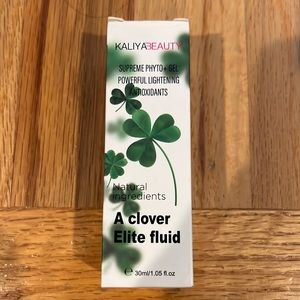 KALIYABEAUTY
SUPREME PHYTO+ GEL
POWERFUL LIGHTENING
ANTIOXIDANTS
Natural
ingredients
A clover
Elite fluid
e 30ml/1.05 fl.oz